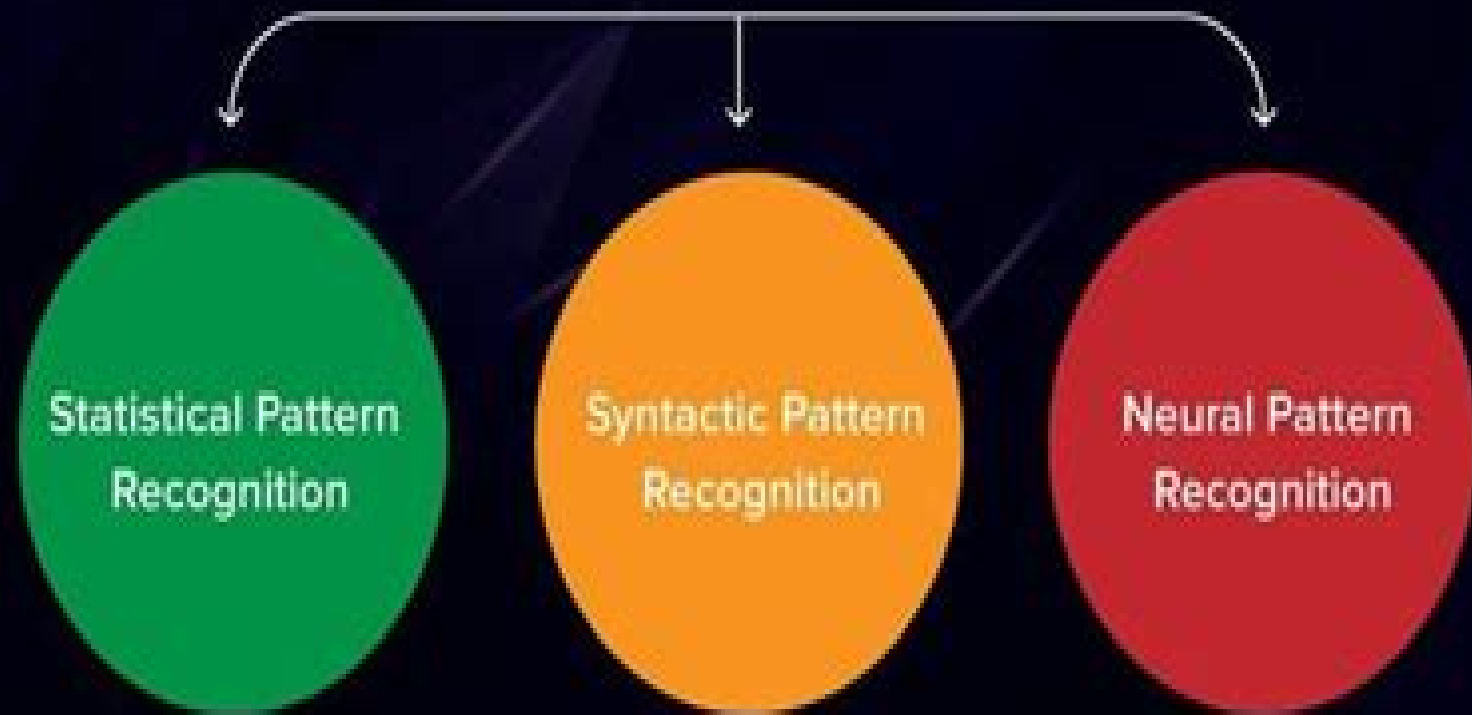 Statistical Pattern
Recognition
Syntactic Pattern
Recognition
Neural Pattern
Recognition